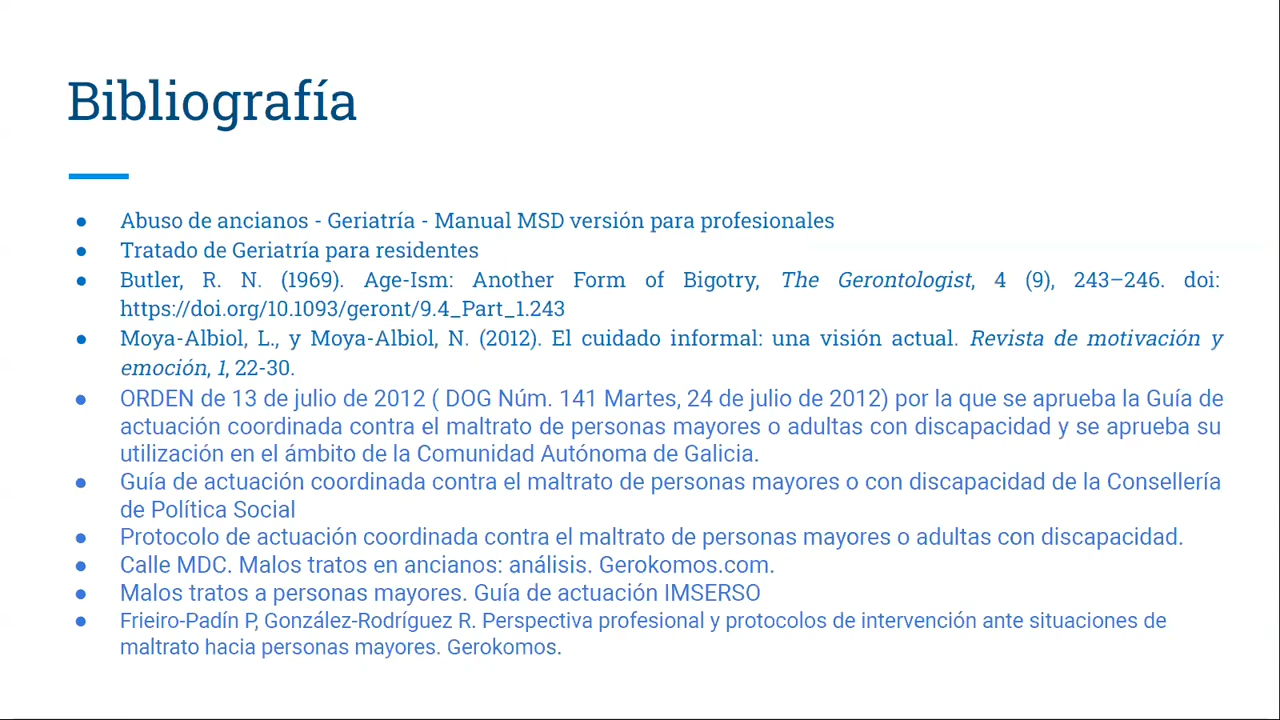 Bibliografía
● Abuso de ancianos - Geriatría - Manual MSD versión para profesionales
● Tratado de Geriatría para residentes
● Butler, R. N. (1969). Age-Ism: Another Form of Bigotry, The Gerontologist, 4 (9), 243–246. doi:
https://doi.org/10.1093/geront/9.4_Part_1.243
● Moya-Albiol, L., y Moya-Albiol, N. (2012). El cuidado informal: una visión actual. Revista de motivación y
emoción, 1, 22-30.
● ORDEN de 13 de julio de 2012 ( DOG Núm. 141 Martes, 24 de julio de 2012) por la que se aprueba la Guía de
actuación coordinada contra el maltrato de personas mayores o adultas con discapacidad y se aprueba su
utilización en el ámbito de la Comunidad Autónoma de Galicia.
● Guía de actuación coordinada contra el maltrato de personas mayores o con discapacidad de la Consellería
de Política Social
● Protocolo de actuación coordinada contra el maltrato de personas mayores o adultas con discapacidad.
● Calle MDC. Malos tratos en ancianos: análisis. Gerokomos.com.
● Malos tratos a personas mayores. Guía de actuación IMSERSO
● Frieiro-Padín P, González-Rodríguez R. Perspectiva profesional y protocolos de intervención ante situaciones de
maltrato hacia personas mayores. Gerokomos.